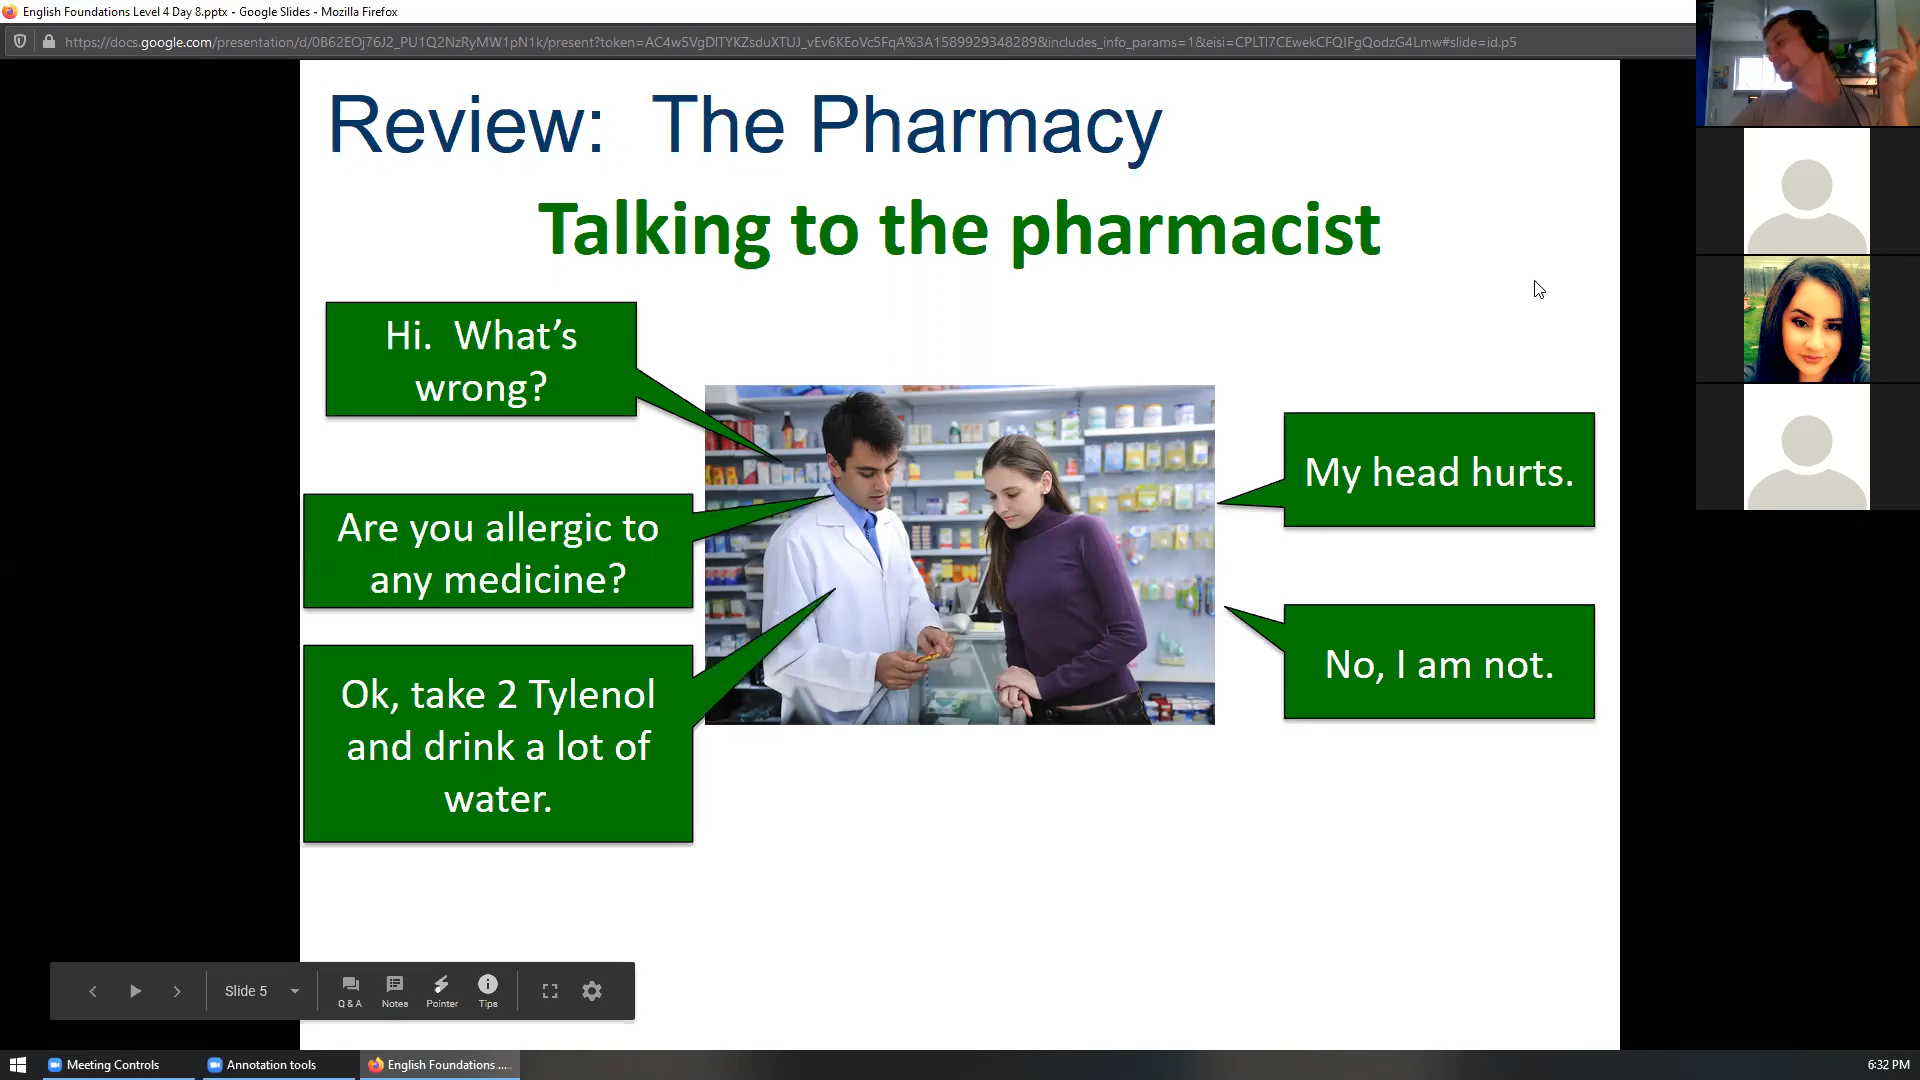 English Foundations Level 4 Day 8.pptx - Google Slides - Mozilla Firefox
https://docs.google.com/presentation/d/0B62EOj76J2_PU1Q2NzRyMW1pN1k/present?token=AC4w5VgDITYKZsduXTUJ_vEv6KEoVc5FqA%3A1589929348289&includes_info_params=1&eisi=CPLTl7CEwekCFQIFgQodzG4Lmw#slide=id.p5
Review:  The Pharmacy
Talking to the pharmacist
Hi.  What’s
wrong?
My head hurts.
Are you allergic to
any medicine?
No, I am not.
Ok, take 2 Tylenol
and drink a lot of
water.
Slide 5
Q & A
Notes
Pointer
Tips
Meeting Controls
Annotation tools
English Foundations ....
6:32 PM